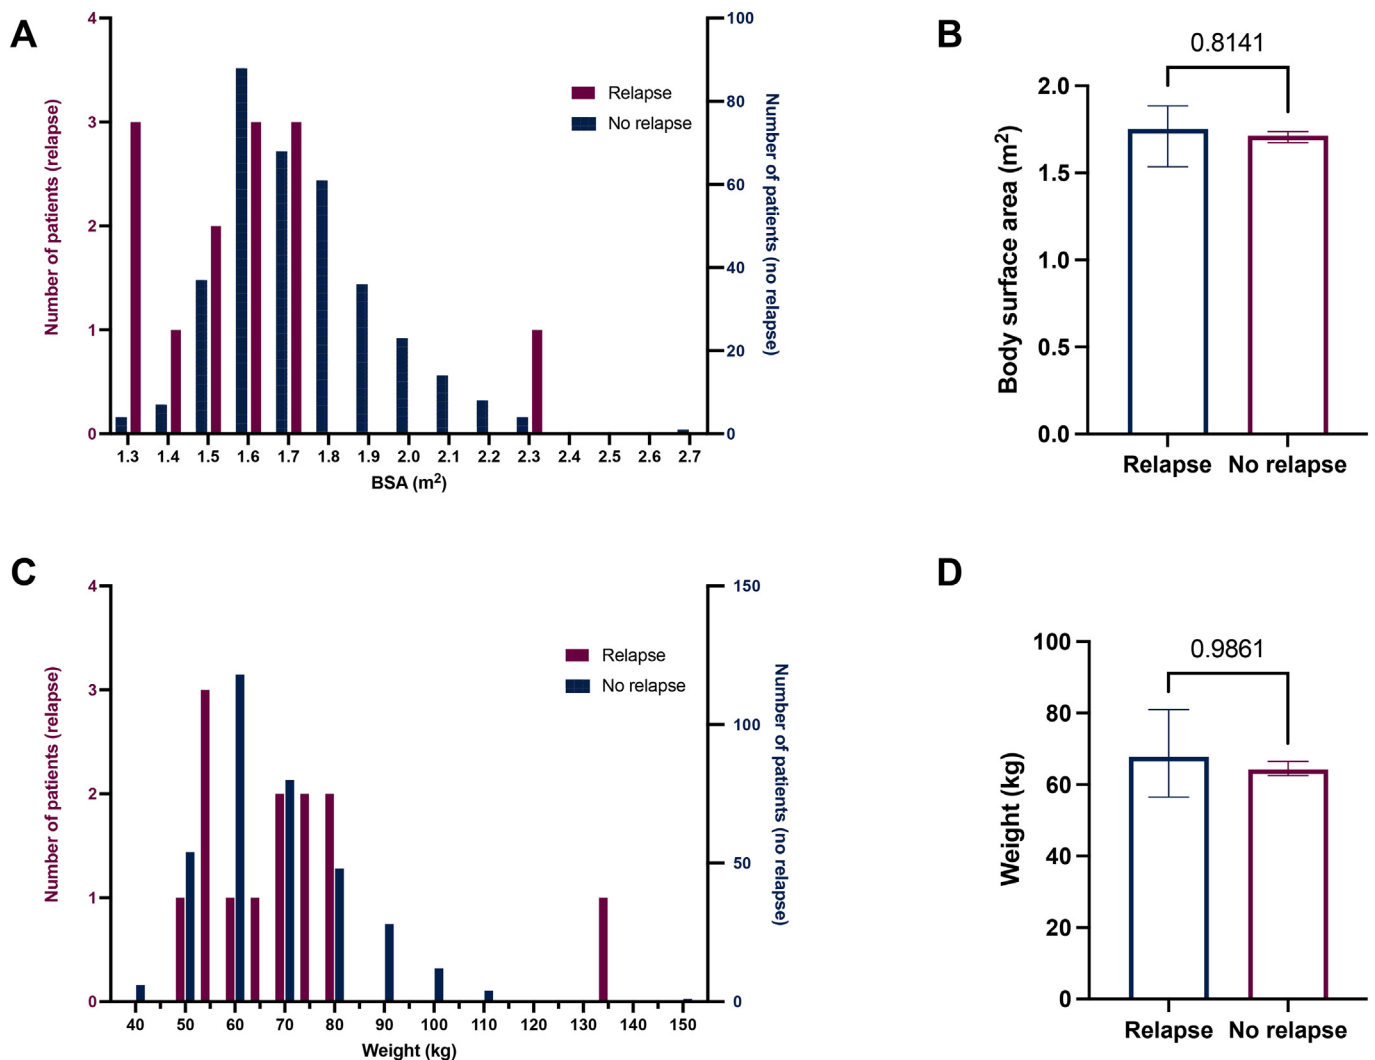 A
Number of patients (relapse)
4
3
2
1
0
Relapse
No relapse
100
80
60
40
20
0
Number of patients (no relapse)
1.3 1.4 1.5 1.6 1.7 1.8 1.9 2.0 2.1 2.2 2.3 2.4 2.5 2.6 2.7
BSA (m²)
B
0.8141
Body surface area (m²)
2.0
1.5
1.0
0.5
0.0
Relapse No relapse
C
Number of patients (relapse)
4
3
2
1
0
Relapse
No relapse
150
100
50
0
Number of patients (no relapse)
40 50 60 70 80 90 100 110 120 130 140 150
Weight (kg)
D
0.9861
Weight (kg)
100
80
60
40
20
0
Relapse No relapse